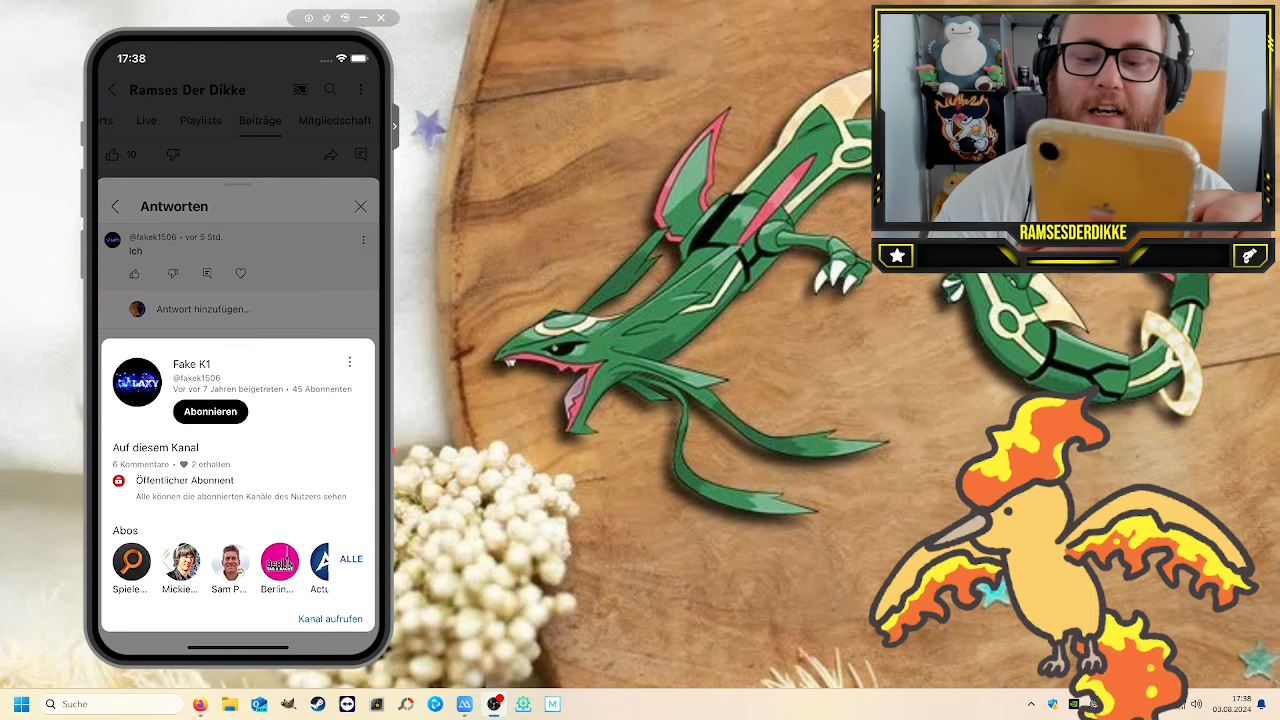 17:38
Ramses Der Dikke
rts Live Playlists Beiträge Mitgliedschaft
10
Antworten
@fakek1506 • vor 5 Std.
Ich
Antwort hinzufügen...
GALAXY
Fake K1
@fakek1506
Vor vor 7 Jahren beigetreten • 45 Abonnenten
Abonnieren
Auf diesem Kanal
6 Kommentare • 2 erhalten
Öffentlicher Abonnent
Alle können die abonnierten Kanäle des Nutzers sehen
Abos
BERLIN
ALLE
Spiele... Mickie... Sam P... Berlin... Actu
Kanal aufrufen
RAMSESDERDIKKE
Suche
M
17:38
03.08.2024